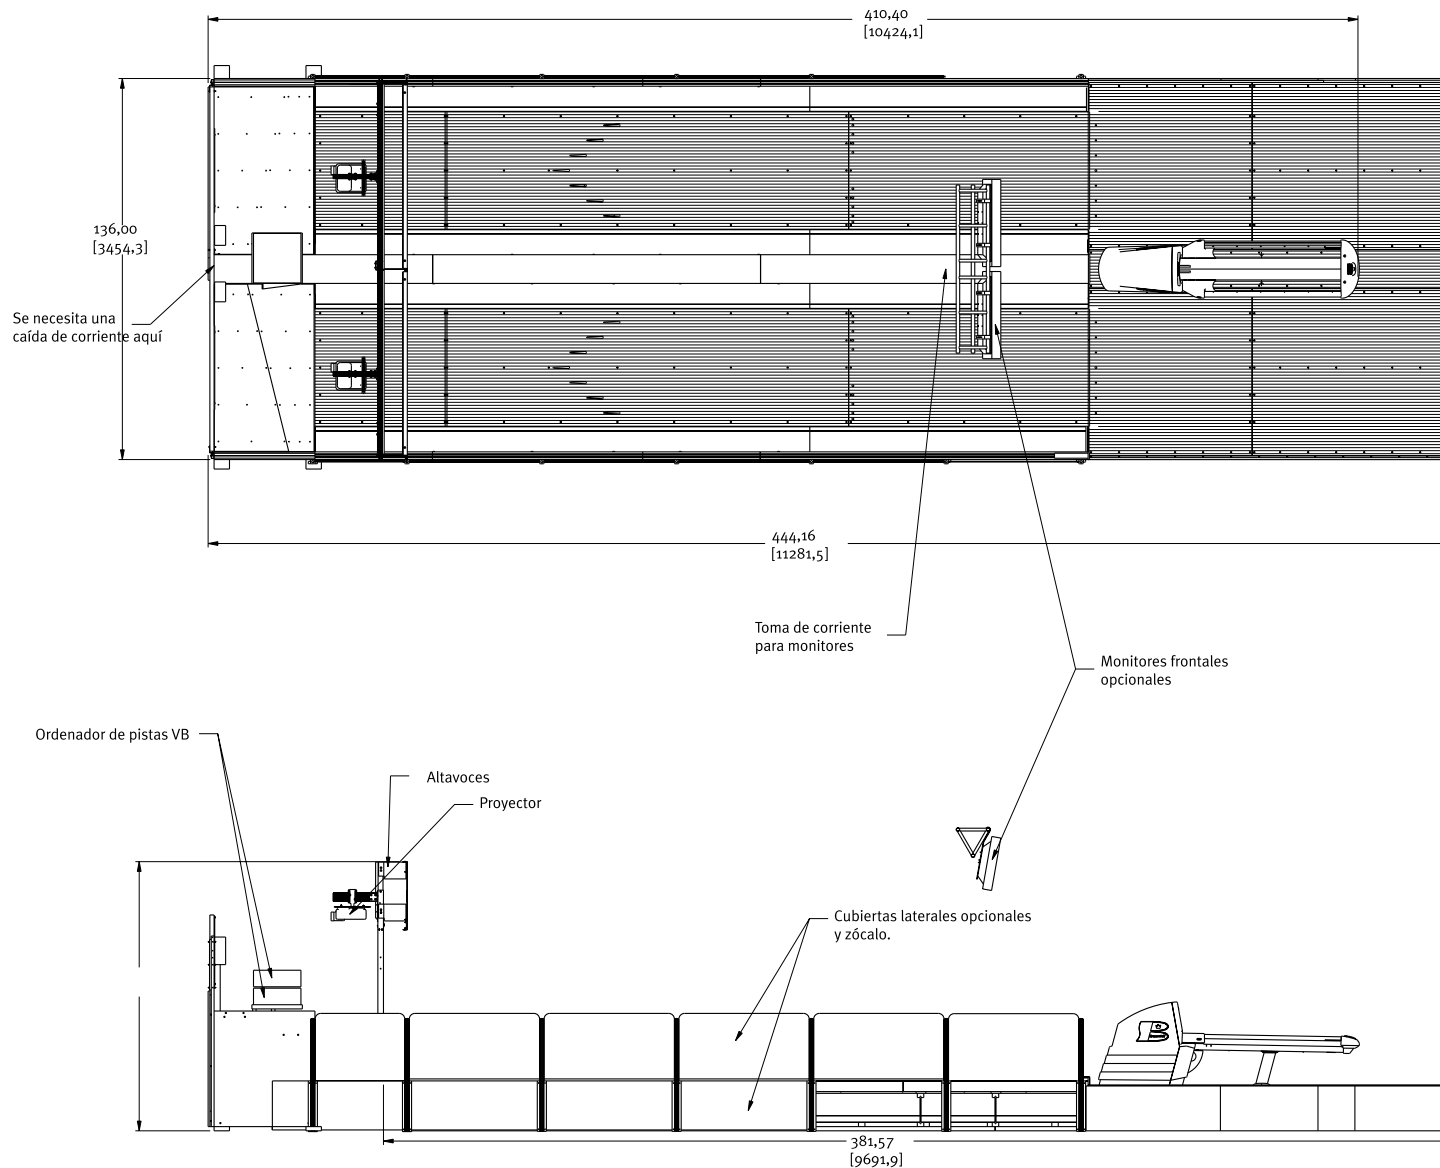 410,40
[10424,1]
136,00
[3454,3]
Se necesita una
caída de corriente aquí
444,16
[11281,5]
Toma de corriente
para monitores
Monitores frontales
opcionales
Ordenador de pistas VB
Altavoces
Proyector
Cubiertas laterales opcionales
y zócalo.
381,57
[9691,9]